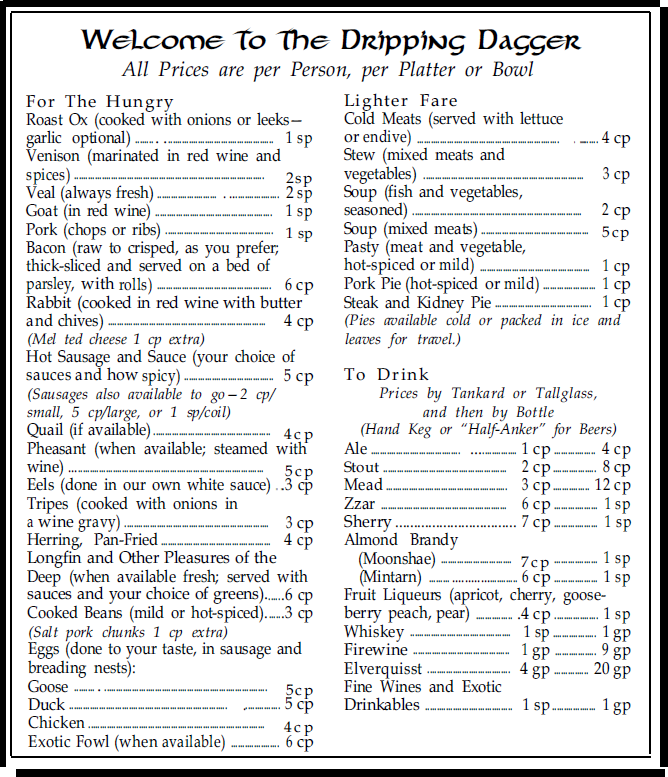 Welcome To The Dripping Dagger
All Prices are per Person, per Platter or Bowl
For The Hungry
Roast Ox (cooked with onions or leeks—
garlic optional) ........ 1 sp
Venison (marinated in red wine and
spices) ........ 2sp
Veal (always fresh) ........ 2 sp
Goat (in red wine) ........ 1 sp
Pork (chops or ribs) ........ 1 sp
Bacon (raw to crisped, as you prefer;
thick-sliced and served on a bed of
parsley, with rolls) ........ 6 cp
Rabbit (cooked in red wine with butter
and chives) ........ 4 cp
(Mel ted cheese 1 cp extra)
Hot Sausage and Sauce (your choice of
sauces and how spicy) ........ 5 cp
(Sausages also available to go—2 cp/
small, 5 cp/large, or 1 sp/coil)
Quail (if available) ........ 4cp
Pheasant (when available; steamed with
wine) ........ 5cp
Eels (done in our own white sauce) ...3 cp
Tripes (cooked with onions in
a wine gravy) ........ 3 cp
Herring, Pan-Fried ........ 4 cp
Longfin and Other Pleasures of the
Deep (when available fresh; served with
sauces and your choice of greens)......6 cp
Cooked Beans (mild or hot-spiced)......3 cp
(Salt pork chunks 1 cp extra)
Eggs (done to your taste, in sausage and
breading nests):
Goose ........ 5cp
Duck ........ 5 cp
Chicken ........ 4cp
Exotic Fowl (when available) ........ 6 cp
Lighter Fare
Cold Meats (served with lettuce
or endive) ........ 4 cp
Stew (mixed meats and
vegetables) ........ 3 cp
Soup (fish and vegetables,
seasoned) ........ 2 cp
Soup (mixed meats) ........ 5cp
Pasty (meat and vegetable,
hot-spiced or mild) ........ 1 cp
Pork Pie (hot-spiced or mild) ........ 1 cp
Steak and Kidney Pie ........ 1 cp
(Pies available cold or packed in ice and
leaves for travel.)
To Drink
Prices by Tankard or Tallglass,
and then by Bottle
(Hand Keg or "Half-Anker" for Beers)
Ale ........ 1 cp ........ 4 cp
Stout ........ 2 cp ........ 8 cp
Mead ........ 3 cp ........ 12 cp
Zzar ........ 6 cp ........ 1 sp
Sherry ........ 7 cp ........ 1 sp
Almond Brandy
(Moonshae) ........ 7cp ........ 1 sp
(Mintarn) ........ 6 cp ........ 1 sp
Fruit Liqueurs (apricot, cherry, goose-
berry peach, pear) ........ 4 cp ........ 1 sp
Whiskey ........ 1 sp ........ 1 gp
Firewine ........ 1 gp ........ 9 gp
Elverquisst ........ 4 gp ........ 20 gp
Fine Wines and Exotic
Drinkables ........ 1 sp ........ 1 gp